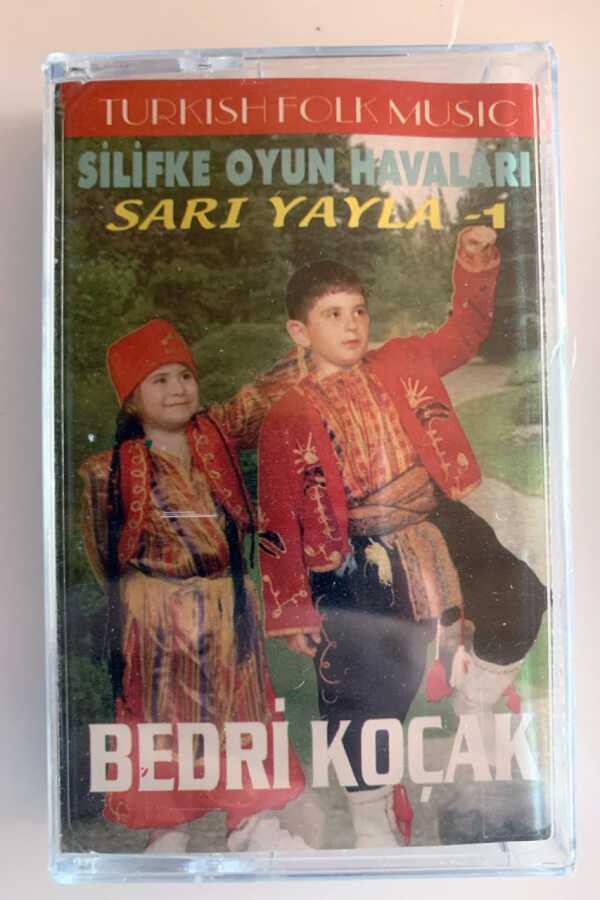 TURKISH FOLK MUSIC
SİLİFKE OYUN HAVALARI
SARI YAYLA -1
BEDRİ KOÇAK